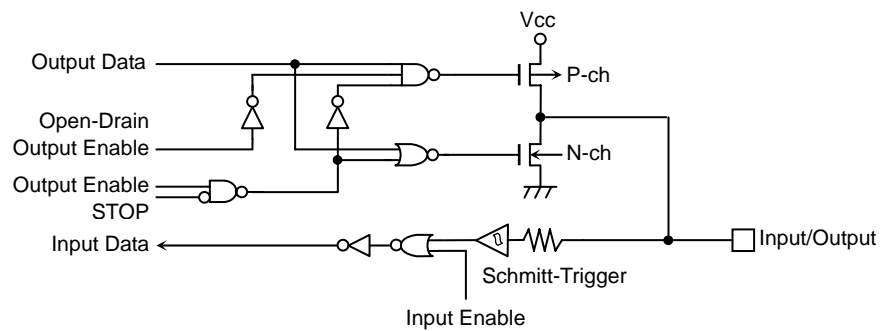 Vcc
Output Data
P-ch
Open-Drain
Output Enable
N-ch
Output Enable
STOP
Input Data
Input/Output
Schmitt-Trigger
Input Enable